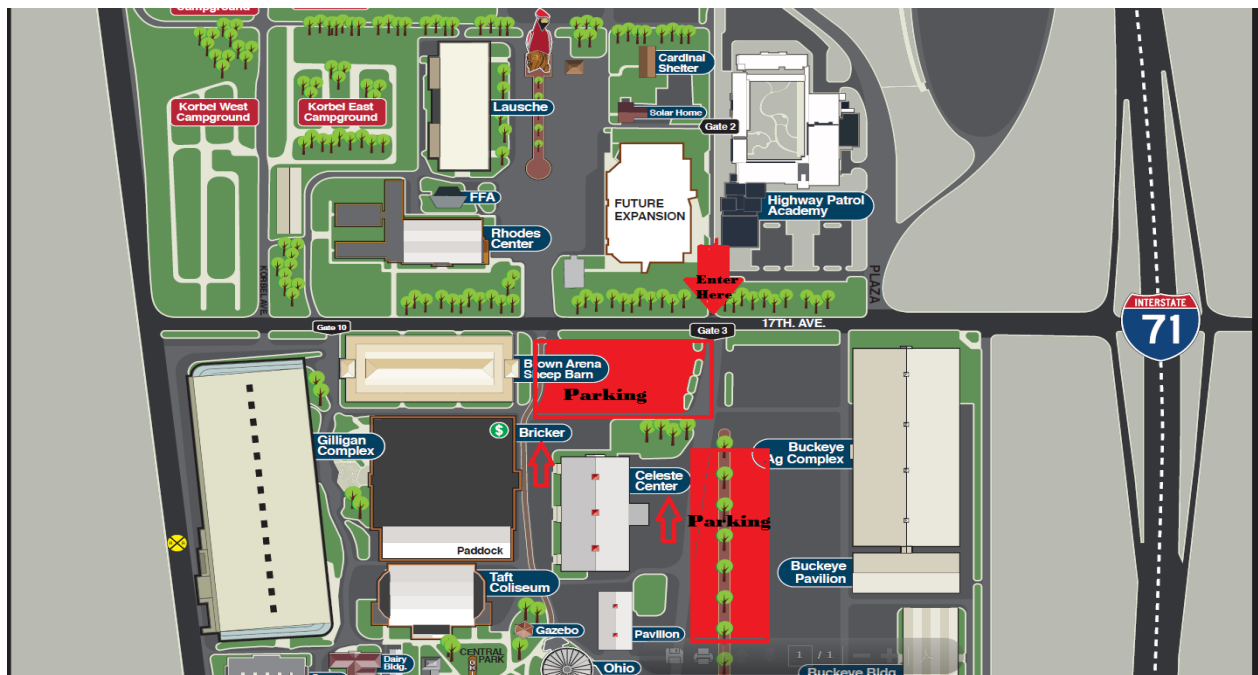 Campground
Cardinal
Shelter
Korbel West
Campground
Korbel East
Campground
Lausche
Solar Home
Gate 2
FFA
FUTURE
EXPANSION
Highway Patrol
Academy
Rhodes
Center
KORBEL AVE.
Enter
Here
PLAZA
INTERSTATE
71
17TH. AVE.
Gate 10
Gate 3
Brown Arena
Sheep Barn
Parking
$
Bricker
Gilligan
Complex
Buckeye
Ag Complex
Celeste
Center
Parking
Paddock
Buckeye
Pavilion
Taft
Coliseum
Gazebo
Pavilion
CENTRAL
PARK
Dairy
Bldg.
Ohio
1 / 1
Buckeye Bldg